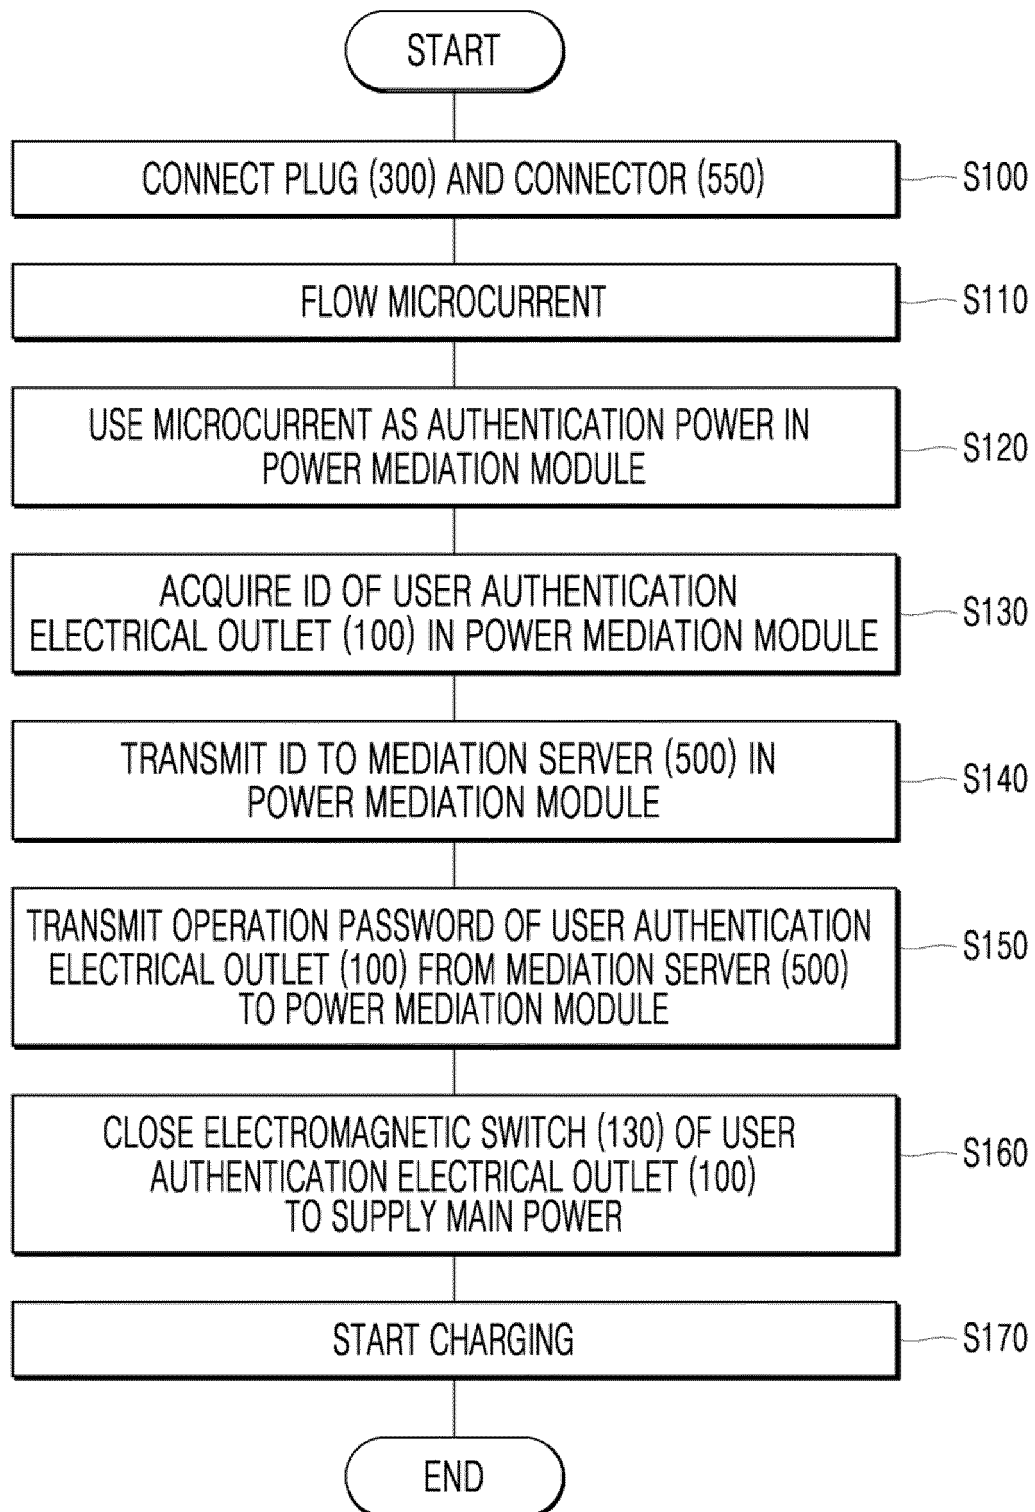 START
CONNECT PLUG (300) AND CONNECTOR (550)
S100
FLOW MICROCURRENT
S110
USE MICROCURRENT AS AUTHENTICATION POWER IN
POWER MEDIATION MODULE
S120
ACQUIRE ID OF USER AUTHENTICATION
ELECTRICAL OUTLET (100) IN POWER MEDIATION MODULE
S130
TRANSMIT ID TO MEDIATION SERVER (500) IN
POWER MEDIATION MODULE
S140
TRANSMIT OPERATION PASSWORD OF USER AUTHENTICATION
ELECTRICAL OUTLET (100) FROM MEDIATION SERVER (500)
TO POWER MEDIATION MODULE
S150
CLOSE ELECTROMAGNETIC SWITCH (130) OF USER
AUTHENTICATION ELECTRICAL OUTLET (100)
TO SUPPLY MAIN POWER
S160
START CHARGING
S170
END